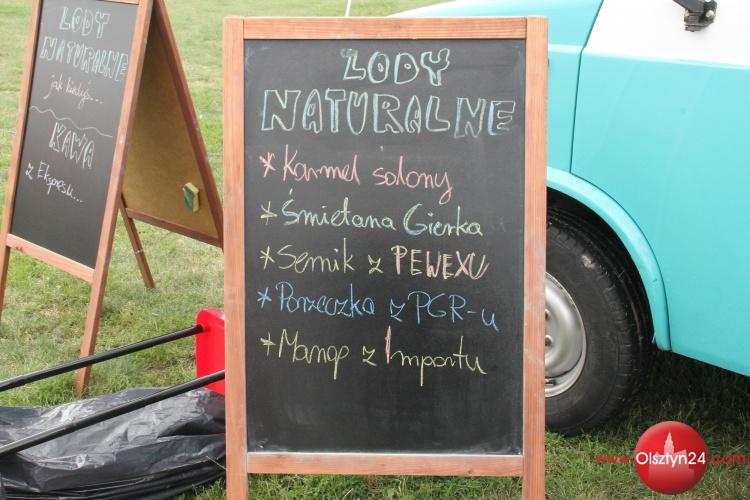 LODY
NATURALNE
jak kiedyś...
KAWA
z Ekspresu...
LODY
NATURALNE
* Karmel solony
* Śmietana Gierka
* Sernik z PEWEXU
* Porzeczka z PGR-u
* Mango z Importu
www.Olsztyn24.com